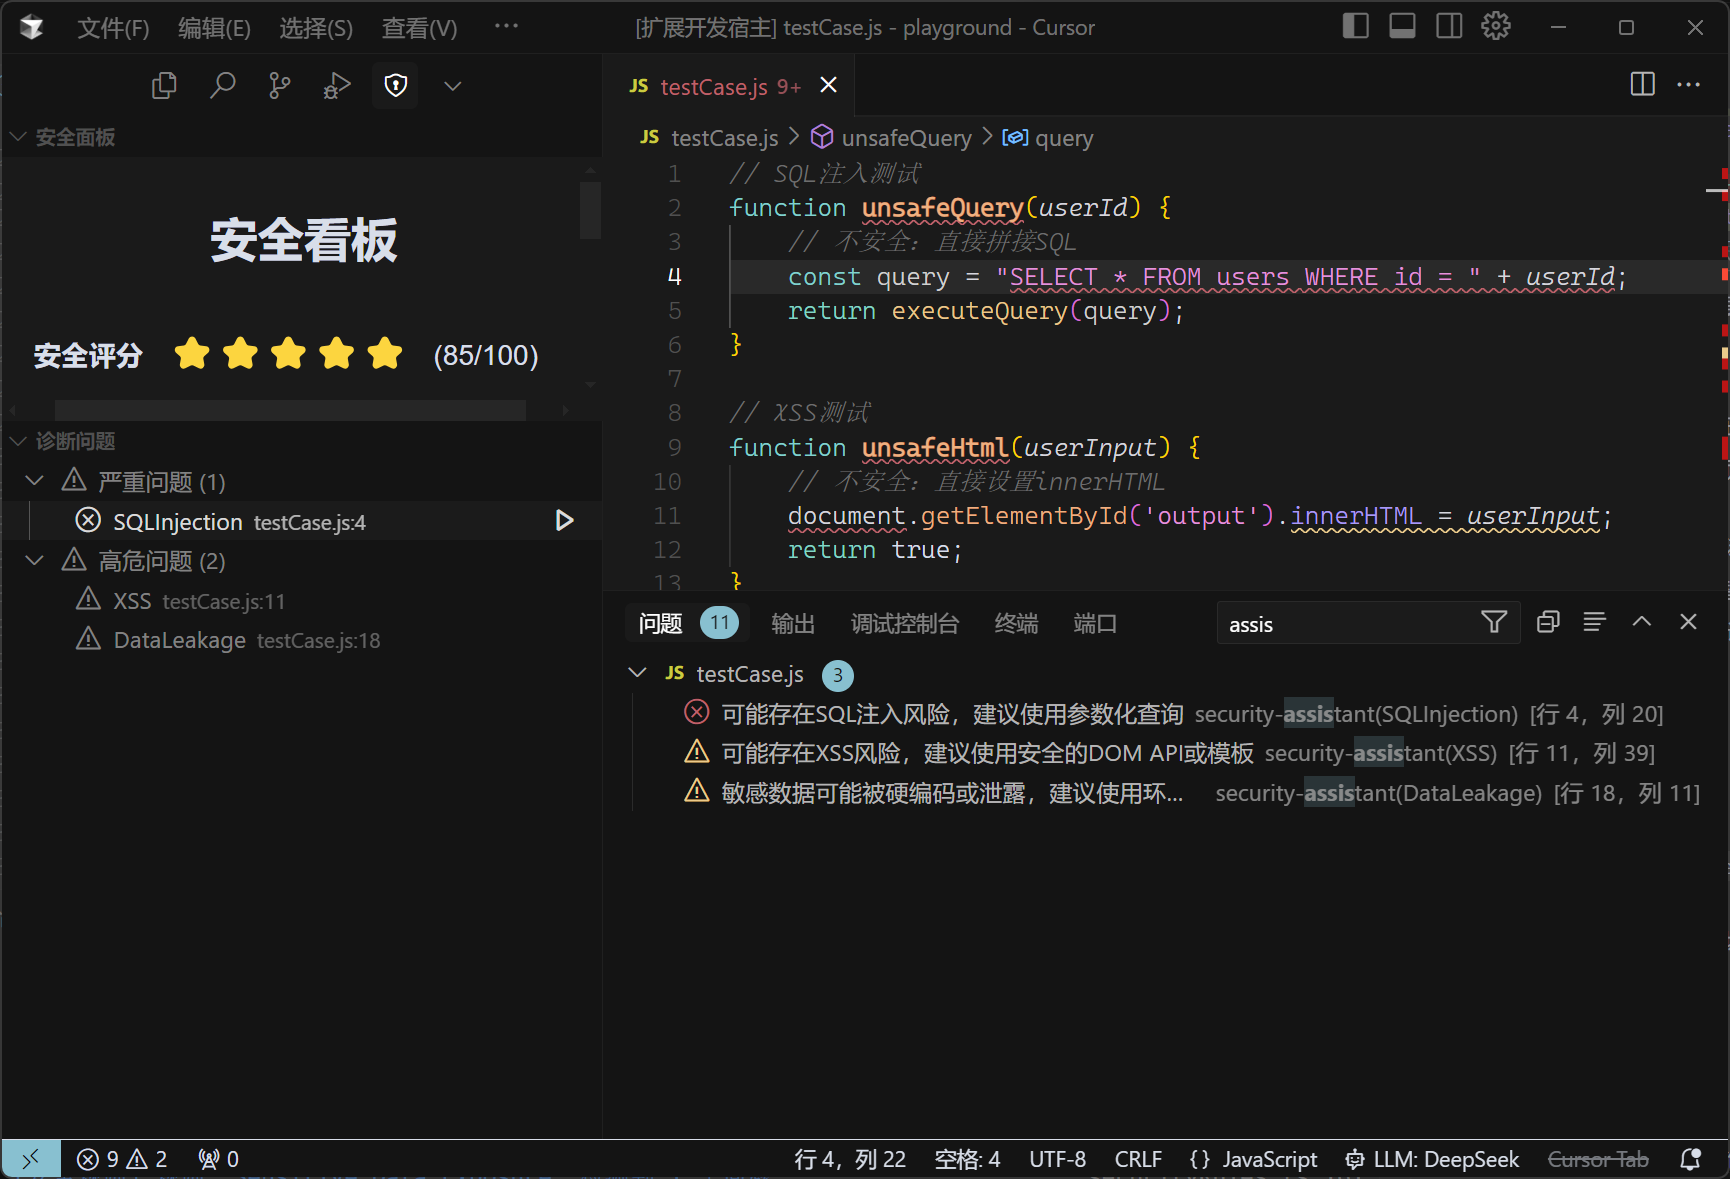 文件(F) 编辑(E) 选择(S) 查看(V) ··· [扩展开发宿主] testCase.js - playground - Cursor
安全面板
安全看板
安全评分 (85/100)
诊断问题
严重问题 (1)
SQLInjection testCase.js:4
高危问题 (2)
XSS testCase.js:11
DataLeakage testCase.js:18
JS testCase.js 9+
JS testCase.js > unsafeQuery > query
1 // SQL注入测试
2 function unsafeQuery(userId) {
3 // 不安全: 直接拼接SQL
4 const query = "SELECT * FROM users WHERE id = " + userId;
5 return executeQuery(query);
6 }
7
8 // XSS测试
9 function unsafeHtml(userInput) {
10 // 不安全: 直接设置innerHTML
11 document.getElementById('output').innerHTML = userInput;
12 return true;
13 }
问题 11 输出 调试控制台 终端 端口 assis
JS testCase.js 3
可能存在SQL注入风险，建议使用参数化查询 security-assistant(SQLInjection) [行 4，列 20]
可能存在XSS风险，建议使用安全的DOM API或模板 security-assistant(XSS) [行 11，列 39]
敏感数据可能被硬编码或泄露，建议使用环... security-assistant(DataLeakage) [行 18，列 11]
9 2 0 行 4，列 22 空格: 4 UTF-8 CRLF {} JavaScript LLM: DeepSeek Cursor Tab